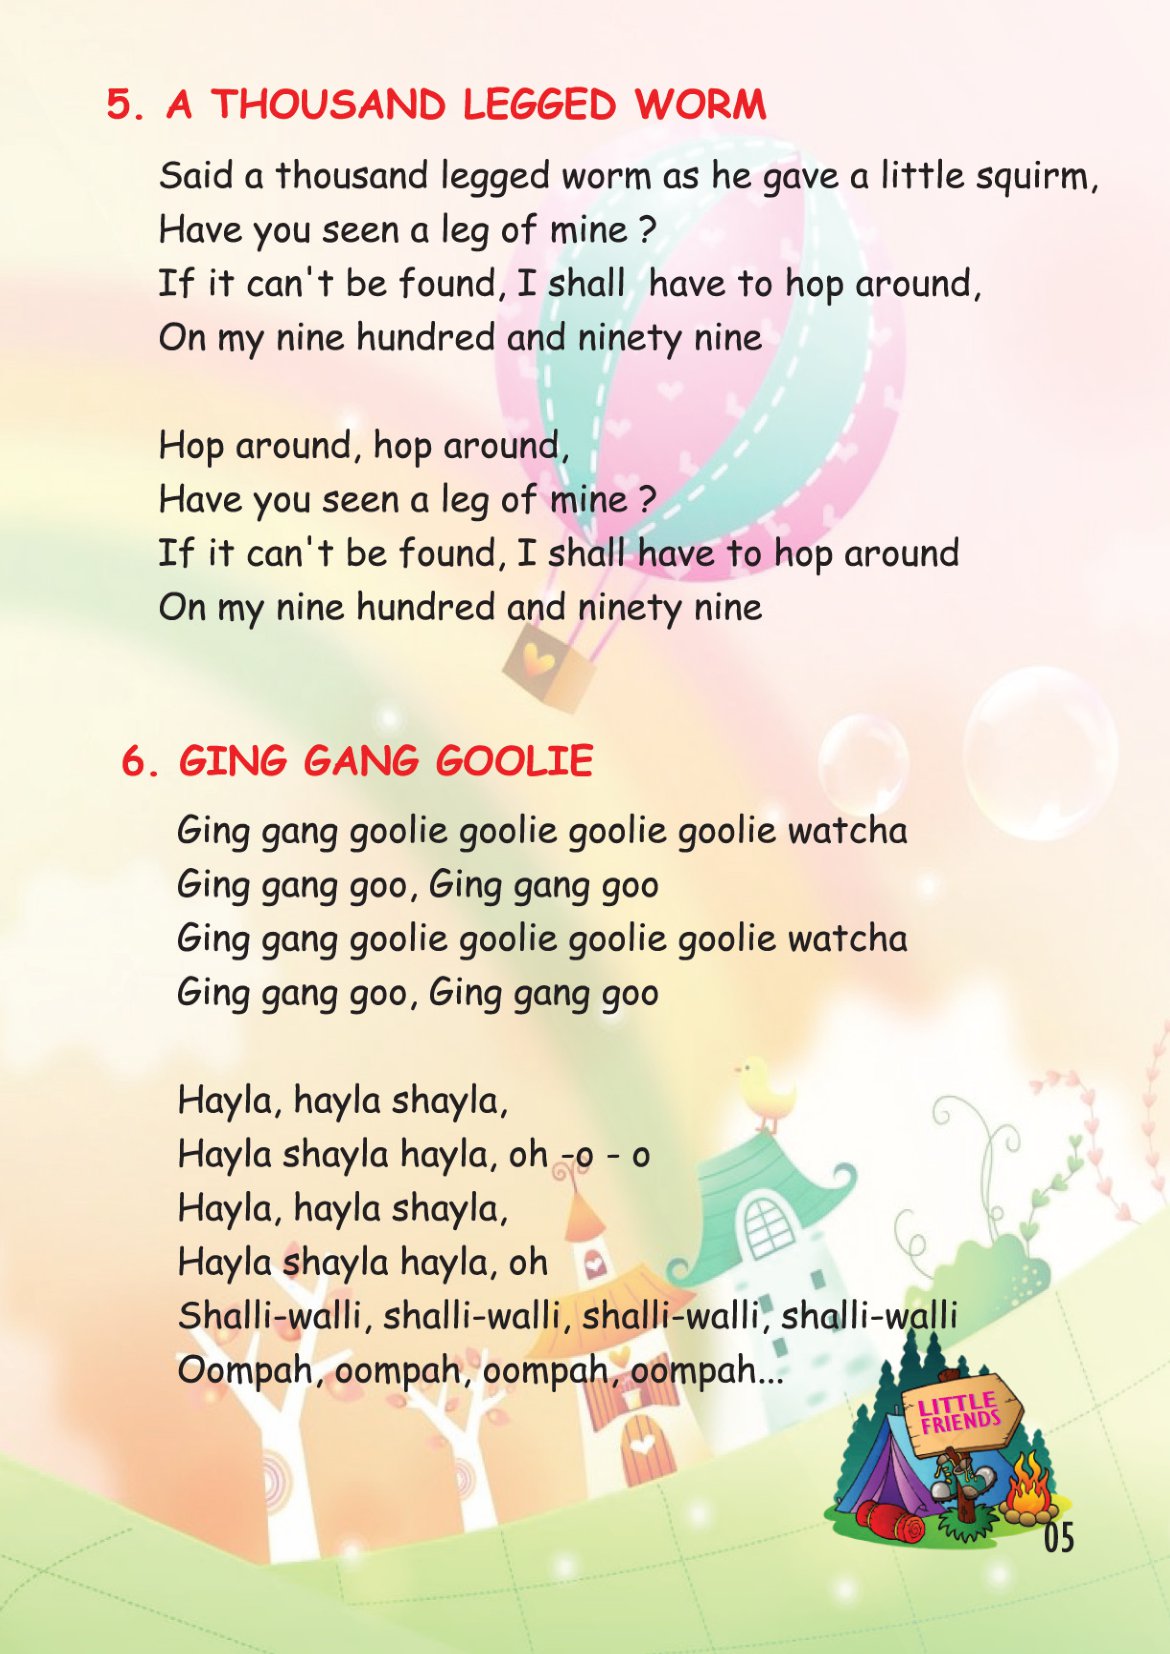 5. A THOUSAND LEGGED WORM
Said a thousand legged worm as he gave a little squirm,
Have you seen a leg of mine ?
If it can't be found, I shall  have to hop around,
On my nine hundred and ninety nine
Hop around, hop around,
Have you seen a leg of mine ?
If it can't be found, I shall have to hop around
On my nine hundred and ninety nine
6. GING GANG GOOLIE
Ging gang goolie goolie goolie goolie watcha
Ging gang goo, Ging gang goo
Ging gang goolie goolie goolie goolie watcha
Ging gang goo, Ging gang goo
Hayla, hayla shayla,
Hayla shayla hayla, oh -o - o
Hayla, hayla shayla,
Hayla shayla hayla, oh
Shalli-walli, shalli-walli, shalli-walli, shalli-walli
Oompah, oompah, oompah, oompah...
LITTLE
FRIENDS
05